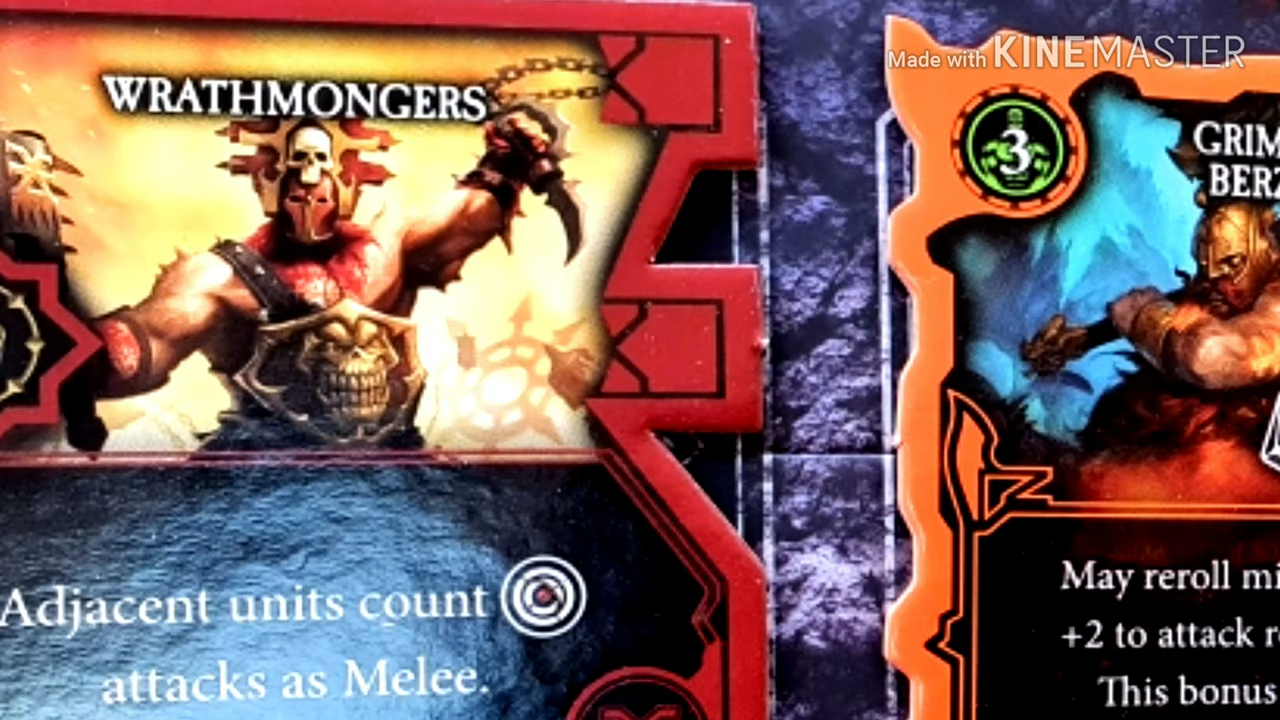 Made with KINEMASTER
WRATHMONGERS
Adjacent units count
attacks as Melee.
3
GRIM
BER
May reroll mi
+2 to attack r
This bonus